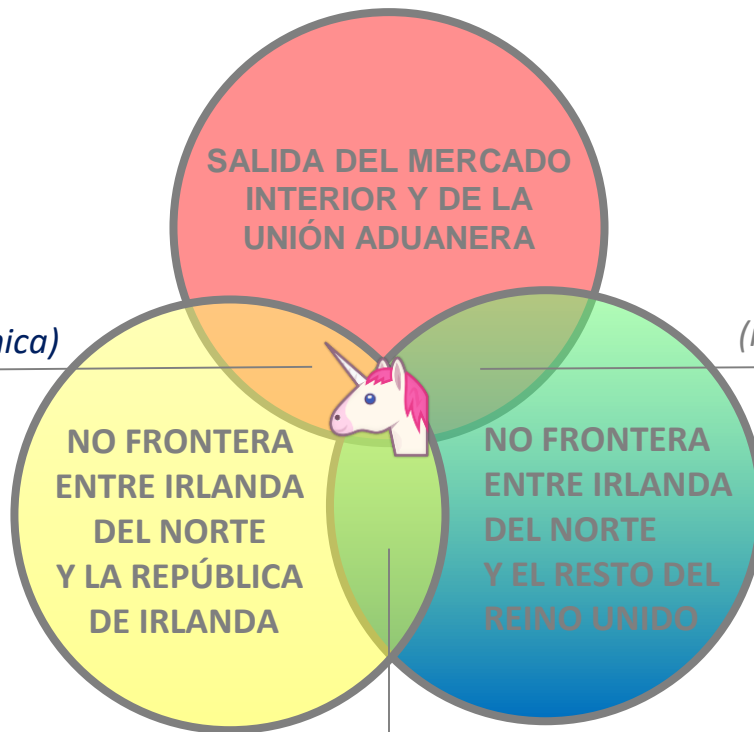 SALIDA DEL MERCADO
INTERIOR Y DE LA
UNIÓN ADUANERA
NO FRONTERA
ENTRE IRLANDA
DEL NORTE
Y LA REPÚBLICA
DE IRLANDA
NO FRONTERA
ENTRE IRLANDA
DEL NORTE
Y EL RESTO DEL
REINO UNIDO